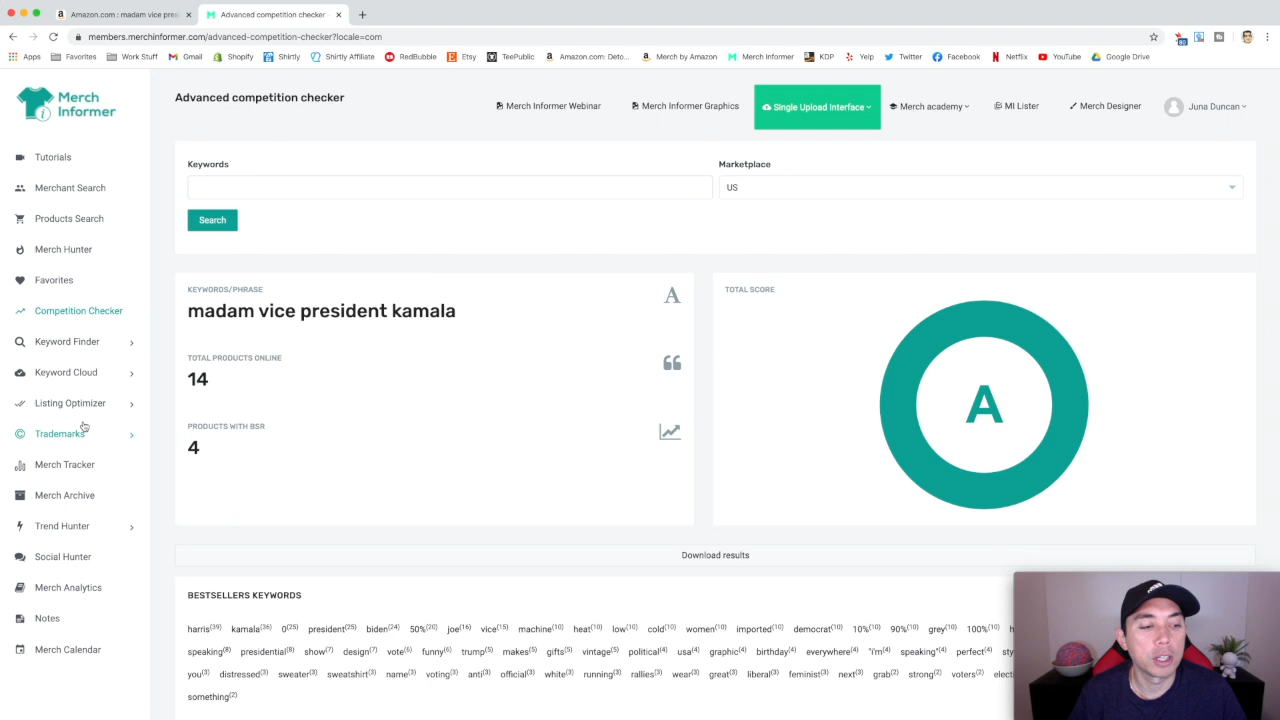 Amazon.com : madam vice pres
Advanced competition checker
members.merchinformer.com/advanced-competition-checker?locale=com
Apps Favorites Work Stuff Gmail Shopify Shirtly Shirtly Affiliate RedBubble Etsy TeePublic Amazon.com: Deto... Merch by Amazon Merch Informer KDP Yelp Twitter Facebook Netflix YouTube Google Drive
Merch
Informer
Advanced competition checker
Merch Informer Webinar Merch Informer Graphics Single Upload Interface Merch academy MI Lister Merch Designer Juna Duncan
Tutorials
Merchant Search
Products Search
Merch Hunter
Favorites
Competition Checker
Keyword Finder
Keyword Cloud
Listing Optimizer
Trademarks
Merch Tracker
Merch Archive
Trend Hunter
Social Hunter
Merch Analytics
Notes
Merch Calendar
Keywords
Marketplace
US
Search
KEYWORDS/PHRASE
A
madam vice president kamala
TOTAL PRODUCTS ONLINE
14
PRODUCTS WITH BSR
4
TOTAL SCORE
A
Download results
BESTSELLERS KEYWORDS
harris(39) kamala(36) 0(25) president(25) biden(24) 50%(20) joe(16) vice(15) machine(10) heat(10) low(10) cold(10) women(10) imported(10) democrat(10) 10%(10) 90%(10) grey(10) 100%(10)
speaking(8) presidential(8) show(7) design(7) vote(6) funny(6) trump(5) makes(5) gifts(5) vintage(5) political(4) usa(4) graphic(4) birthday(4) everywhere(4) "i'm(4) speaking"(4) perfect(4)
you(3) distressed(3) sweater(3) sweatshirt(3) name(3) voting(3) anti(3) official(3) white(3) running(3) rallies(3) wear(3) great(3) liberal(3) feminist(3) next(3) grab(2) strong(2) voters(2)
something(2)